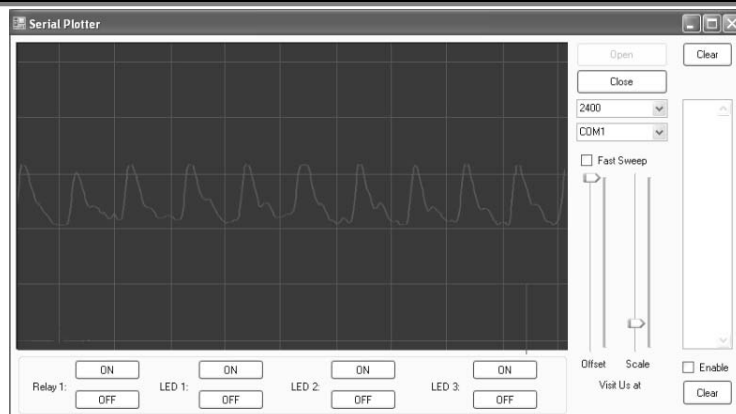 Serial Plotter
Open
Clear
Close
2400
COM1
Fast Sweep
Offset
Scale
Visit Us at
Enable
Clear
Relay 1:
ON
OFF
LED 1:
ON
OFF
LED 2:
ON
OFF
LED 3:
ON
OFF